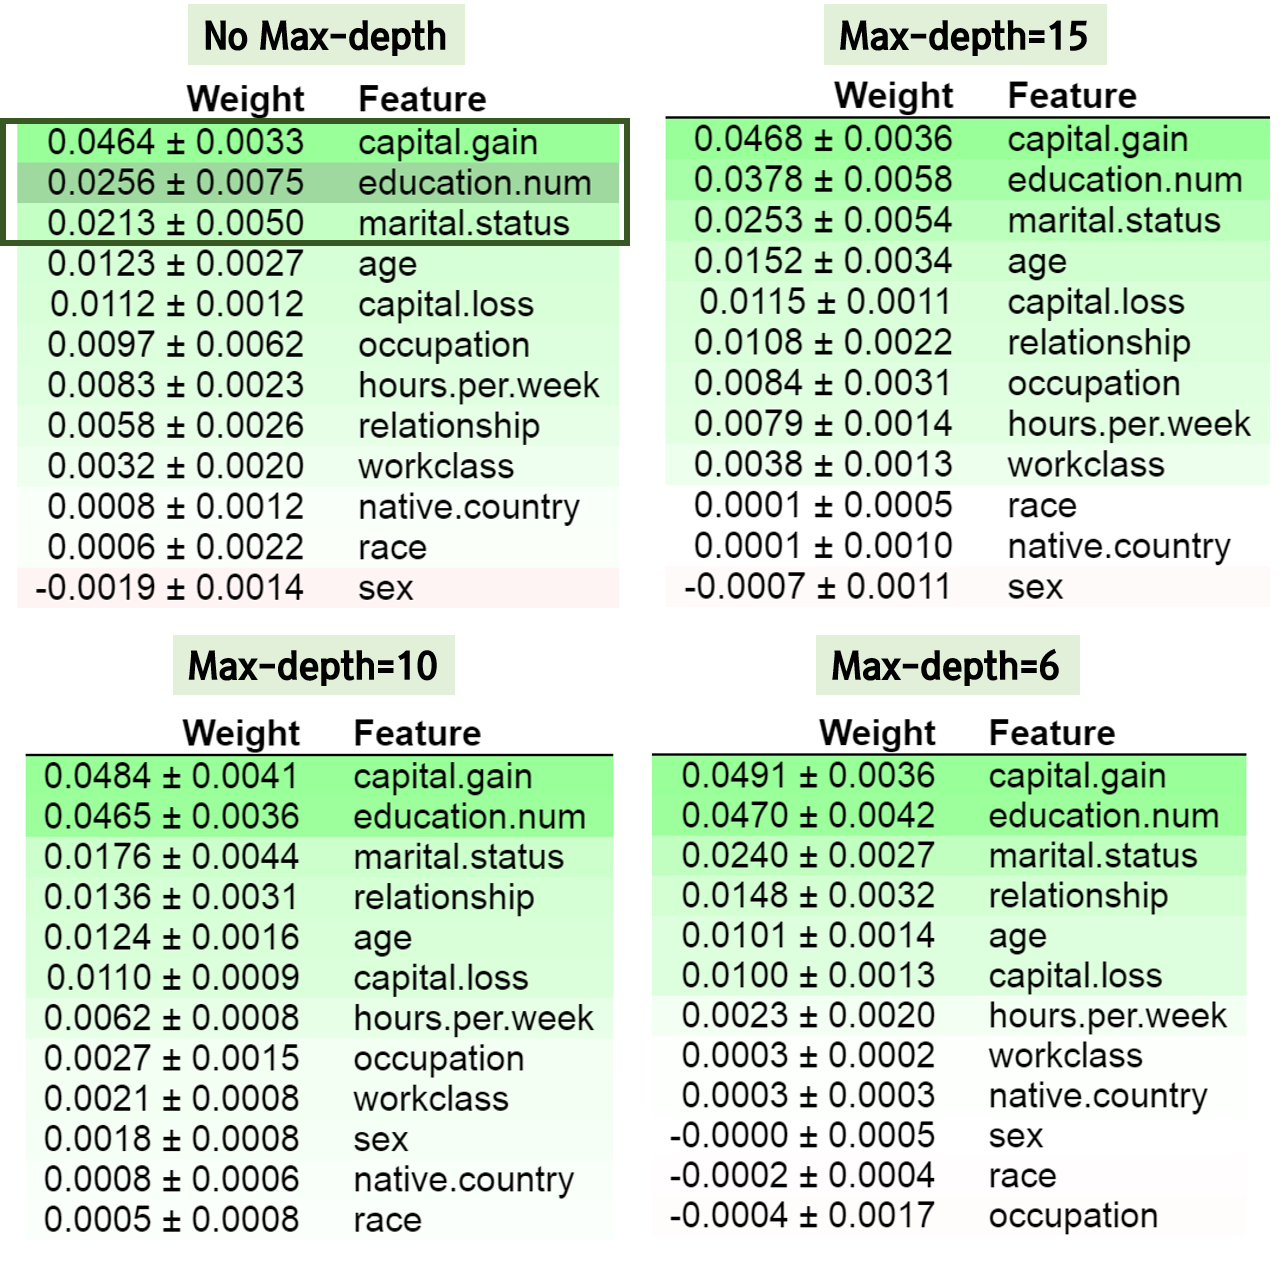 No Max-depth
Weight Feature
0.0464 ± 0.0033 capital.gain
0.0256 ± 0.0075 education.num
0.0213 ± 0.0050 marital.status
0.0123 ± 0.0027 age
0.0112 ± 0.0012 capital.loss
0.0097 ± 0.0062 occupation
0.0083 ± 0.0023 hours.per.week
0.0058 ± 0.0026 relationship
0.0032 ± 0.0020 workclass
0.0008 ± 0.0012 native.country
0.0006 ± 0.0022 race
-0.0019 ± 0.0014 sex
Max-depth=15
Weight Feature
0.0468 ± 0.0036 capital.gain
0.0378 ± 0.0058 education.num
0.0253 ± 0.0054 marital.status
0.0152 ± 0.0034 age
0.0115 ± 0.0011 capital.loss
0.0108 ± 0.0022 relationship
0.0084 ± 0.0031 occupation
0.0079 ± 0.0014 hours.per.week
0.0038 ± 0.0013 workclass
0.0001 ± 0.0005 race
0.0001 ± 0.0010 native.country
-0.0007 ± 0.0011 sex
Max-depth=10
Weight Feature
0.0484 ± 0.0041 capital.gain
0.0465 ± 0.0036 education.num
0.0176 ± 0.0044 marital.status
0.0136 ± 0.0031 relationship
0.0124 ± 0.0016 age
0.0110 ± 0.0009 capital.loss
0.0062 ± 0.0008 hours.per.week
0.0027 ± 0.0015 occupation
0.0021 ± 0.0008 workclass
0.0018 ± 0.0008 sex
0.0008 ± 0.0006 native.country
0.0005 ± 0.0008 race
Max-depth=6
Weight Feature
0.0491 ± 0.0036 capital.gain
0.0470 ± 0.0042 education.num
0.0240 ± 0.0027 marital.status
0.0148 ± 0.0032 relationship
0.0101 ± 0.0014 age
0.0100 ± 0.0013 capital.loss
0.0023 ± 0.0020 hours.per.week
0.0003 ± 0.0002 workclass
0.0003 ± 0.0003 native.country
-0.0000 ± 0.0005 sex
-0.0002 ± 0.0004 race
-0.0004 ± 0.0017 occupation